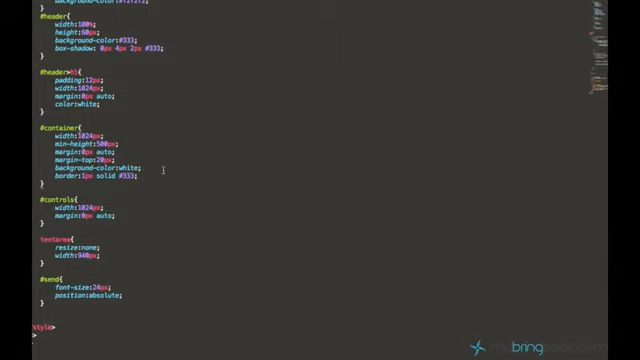 background-color:#f2f2f2;
#header{
width:100%;
height:60px;
background-color:#333;
box-shadow: 0px 4px 2px #333;
}
#header>h1{
padding:12px;
width:1024px;
margin:0px auto;
color:white;
}
#container{
width:1024px;
min-height:500px;
margin:0px auto;
margin-top:20px;
background-color:white;
border:1px solid #333;
}
#controls{
width:1024px;
margin:0px auto;
}
textarea{
resize:none;
width:940px;
}
#send{
font-size:24px;
position:absolute;
}
style>
>